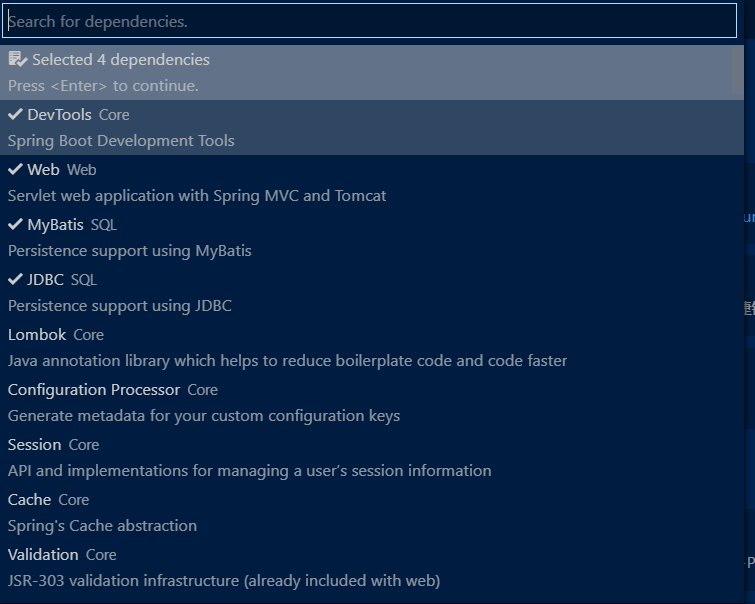 Search for dependencies.
Selected 4 dependencies
Press <Enter> to continue.
DevTools Core
Spring Boot Development Tools
Web Web
Servlet web application with Spring MVC and Tomcat
MyBatis SQL
Persistence support using MyBatis
JDBC SQL
Persistence support using JDBC
Lombok Core
Java annotation library which helps to reduce boilerplate code and code faster
Configuration Processor Core
Generate metadata for your custom configuration keys
Session Core
API and implementations for managing a user's session information
Cache Core
Spring's Cache abstraction
Validation Core
JSR-303 validation infrastructure (already included with web)